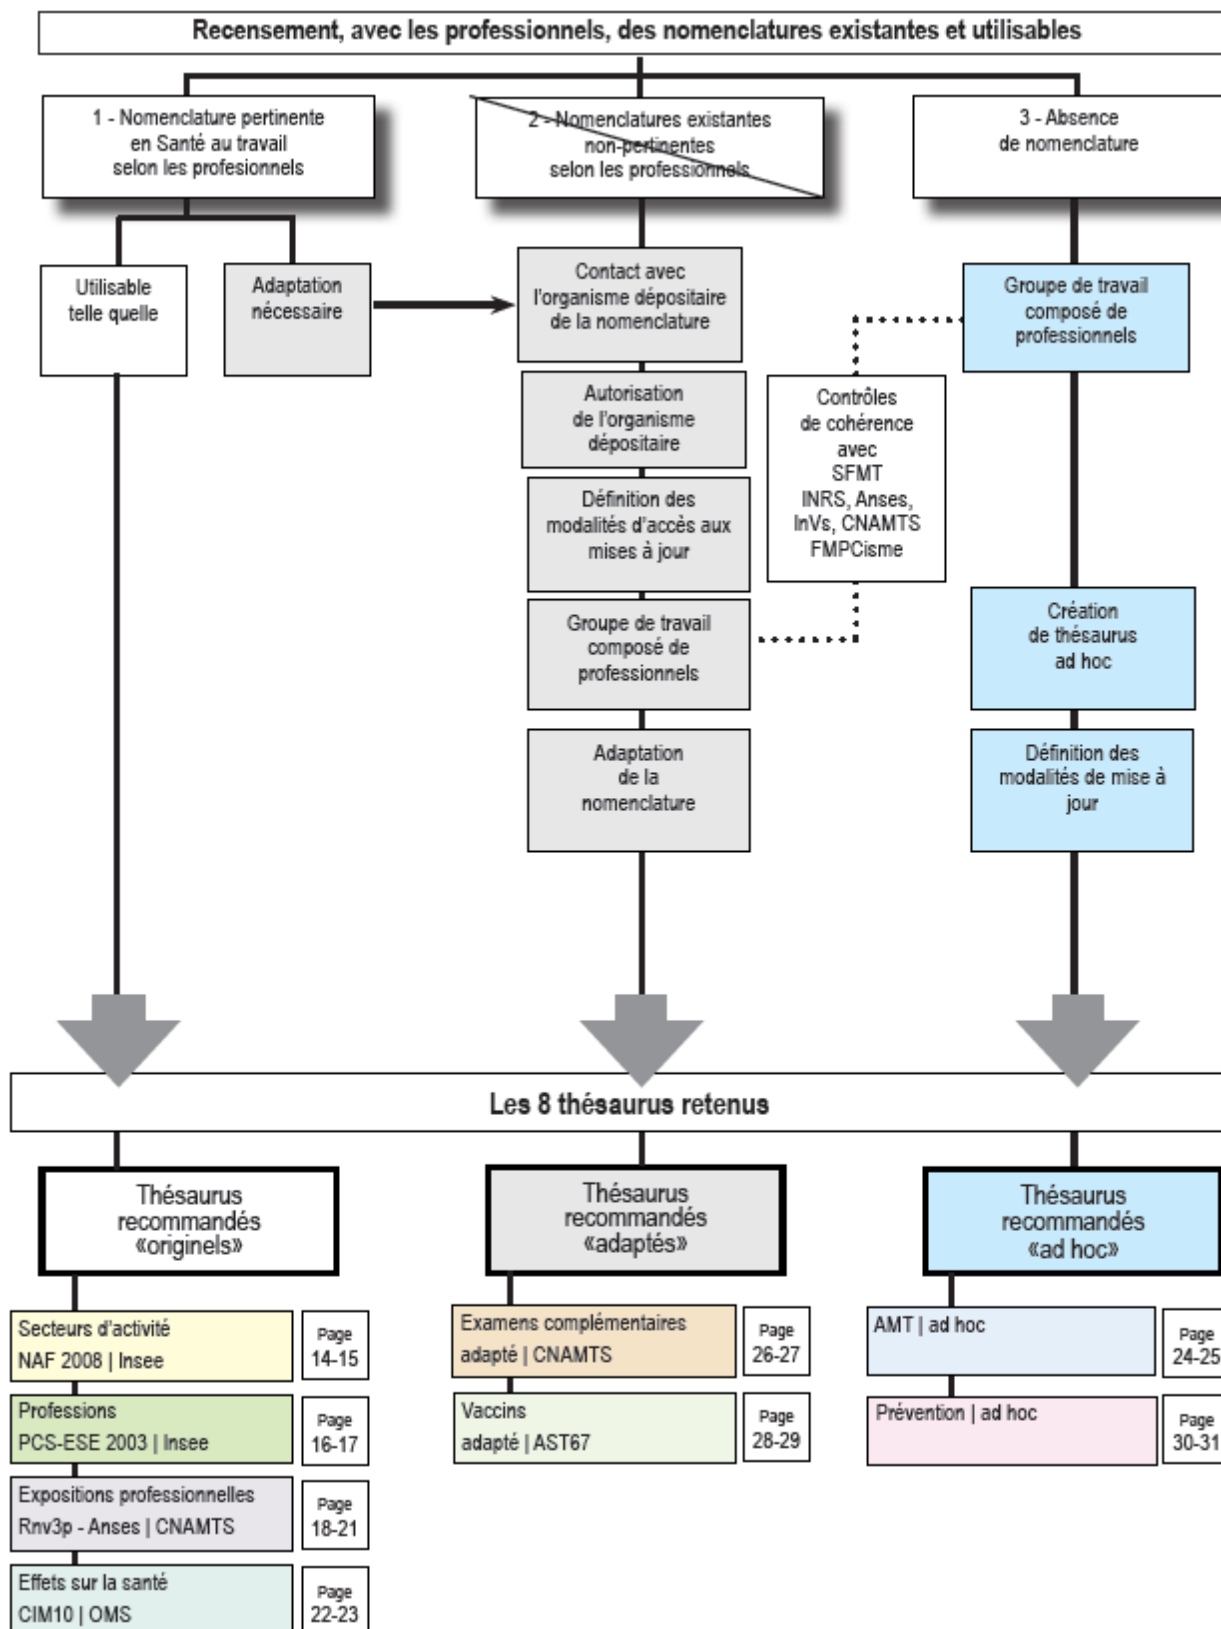 Recensement, avec les professionnels, des nomenclatures existantes et utilisables
1 - Nomenclature pertinente
en Santé au travail
selon les profesionnels
2 - Nomenclatures existantes
non-pertinentes
selon les professionnels
3 - Absence
de nomenclature
Utilisable
telle quelle
Adaptation
nécessaire
Contact avec
l'organisme dépositaire
de la nomenclature
Autorisation
de l'organisme
dépositaire
Définition des
modalités d'accès aux
mises à jour
Groupe de travail
composé de
professionnels
Adaptation
de la
nomenclature
Contrôles
de cohérence
avec
SFMT
INRS, Anses,
InVs, CNAMTS
FMPCisme
Groupe de travail
composé de
professionnels
Création
de thésaurus
ad hoc
Définition des
modalités de mise à
jour
Les 8 thésaurus retenus
Thésaurus
recommandés
«originels»
Secteurs d'activité
NAF 2008 | Insee
Page
14-15
Professions
PCS-ESE 2003 | Insee
Page
16-17
Expositions professionnelles
Rnv3p - Anses | CNAMTS
Page
18-21
Effets sur la santé
CIM10 | OMS
Page
22-23
Thésaurus
recommandés
«adaptés»
Examens complémentaires
adapté | CNAMTS
Page
26-27
Vaccins
adapté | AST67
Page
28-29
Thésaurus
recommandés
«ad hoc»
AMT | ad hoc
Page
24-25
Prévention | ad hoc
Page
30-31